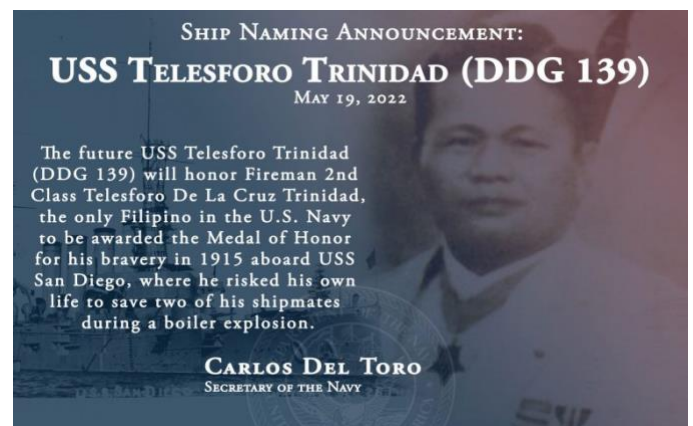 SHIP NAMING ANNOUNCEMENT:
USS TELESFORO TRINIDAD (DDG 139)
MAY 19, 2022
The future USS Telesforo Trinidad
(DDG 139) will honor Fireman 2nd
Class Telesforo De La Cruz Trinidad,
the only Filipino in the U.S. Navy
to be awarded the Medal of Honor
for his bravery in 1915 aboard USS
San Diego, where he risked his own
life to save two of his shipmates
during a boiler explosion.
CARLOS DEL TORO
SECRETARY OF THE NAVY